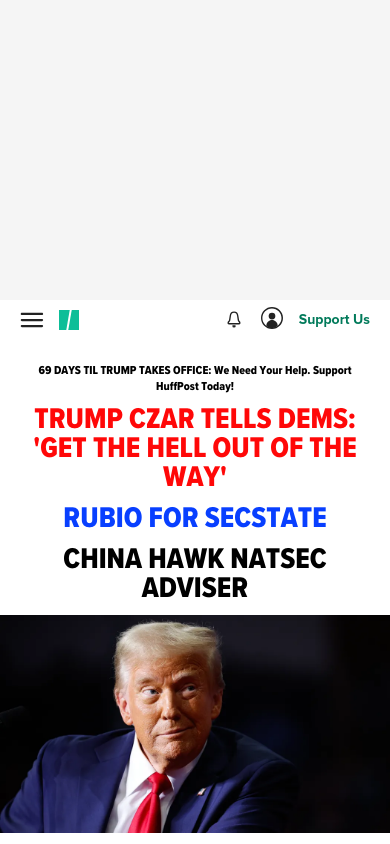 Support Us
69 DAYS TIL TRUMP TAKES OFFICE: We Need Your Help. Support
HuffPost Today!
TRUMP CZAR TELLS DEMS:
'GET THE HELL OUT OF THE
WAY'
RUBIO FOR SECSTATE
CHINA HAWK NATSEC
ADVISER